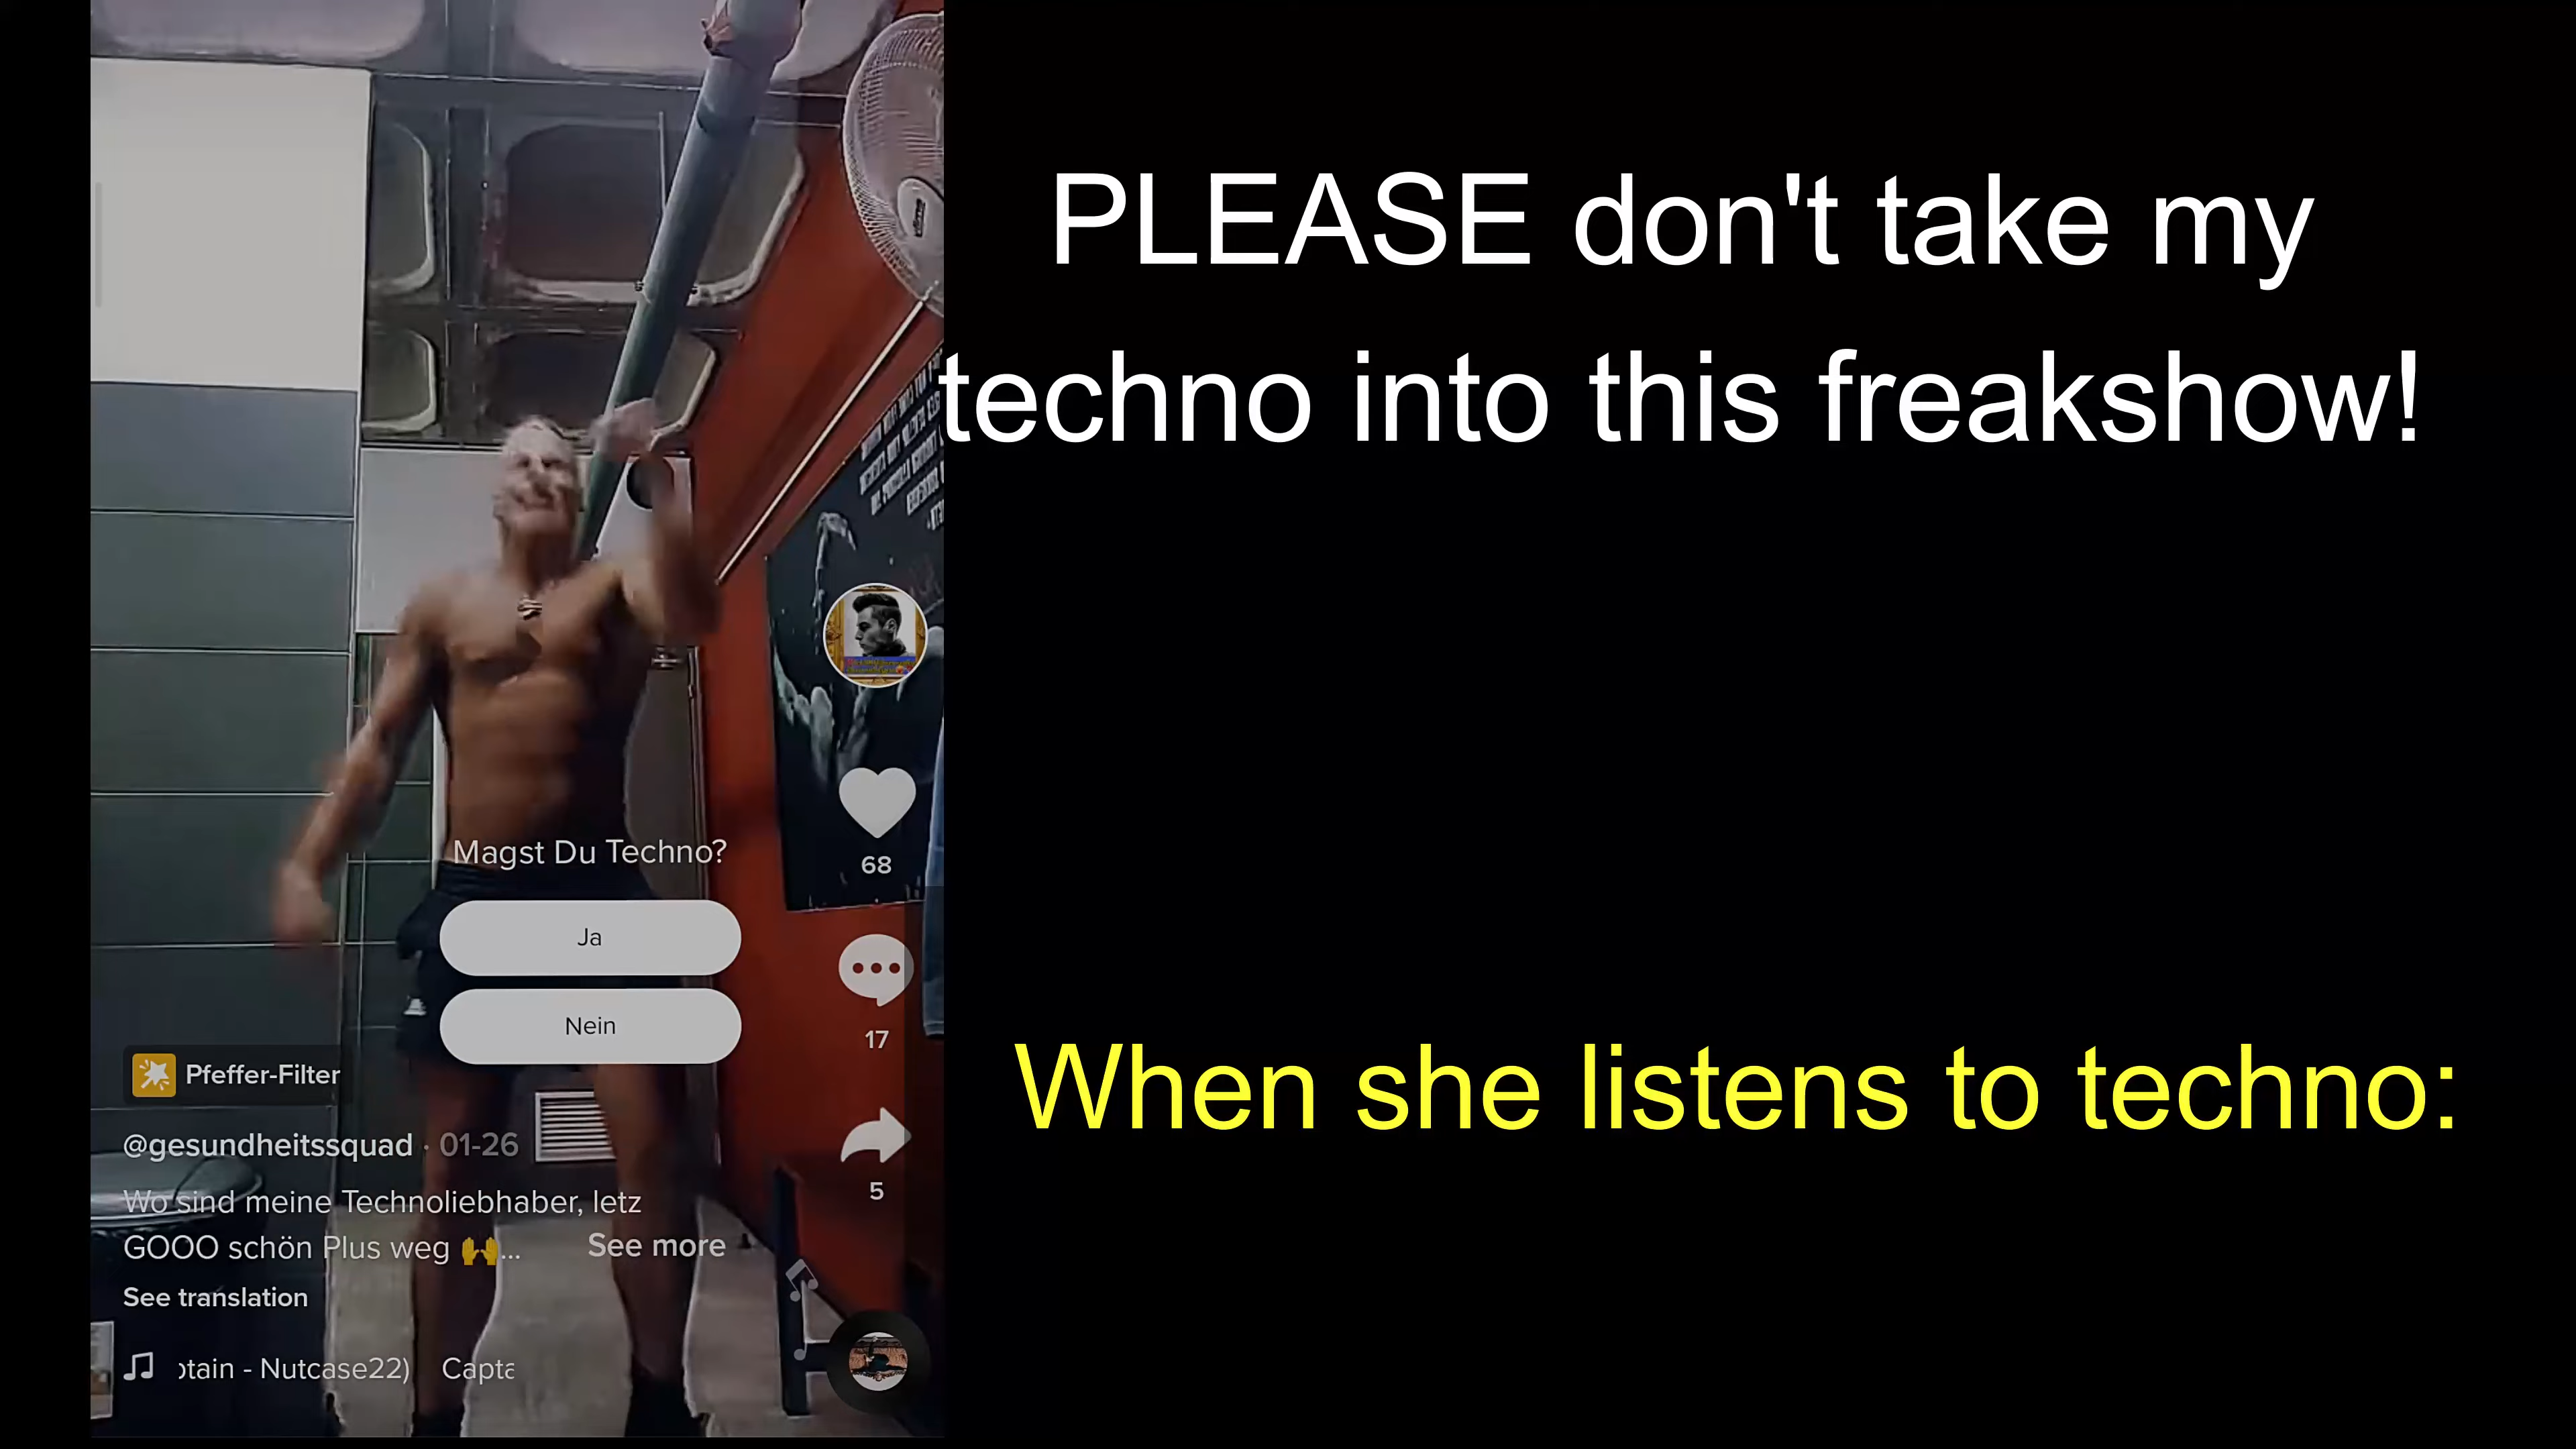 PLEASE don't take my
techno into this freakshow!
When she listens to techno:
Magst Du Techno?
Ja
Nein
68
17
5
Pfeffer-Filter
@gesundheitssquad · 01-26
Wo sind meine Technoliebhaber, letz
GOOO schön Plus weg 🙌... See more
See translation
otain - Nutcase22) Capta